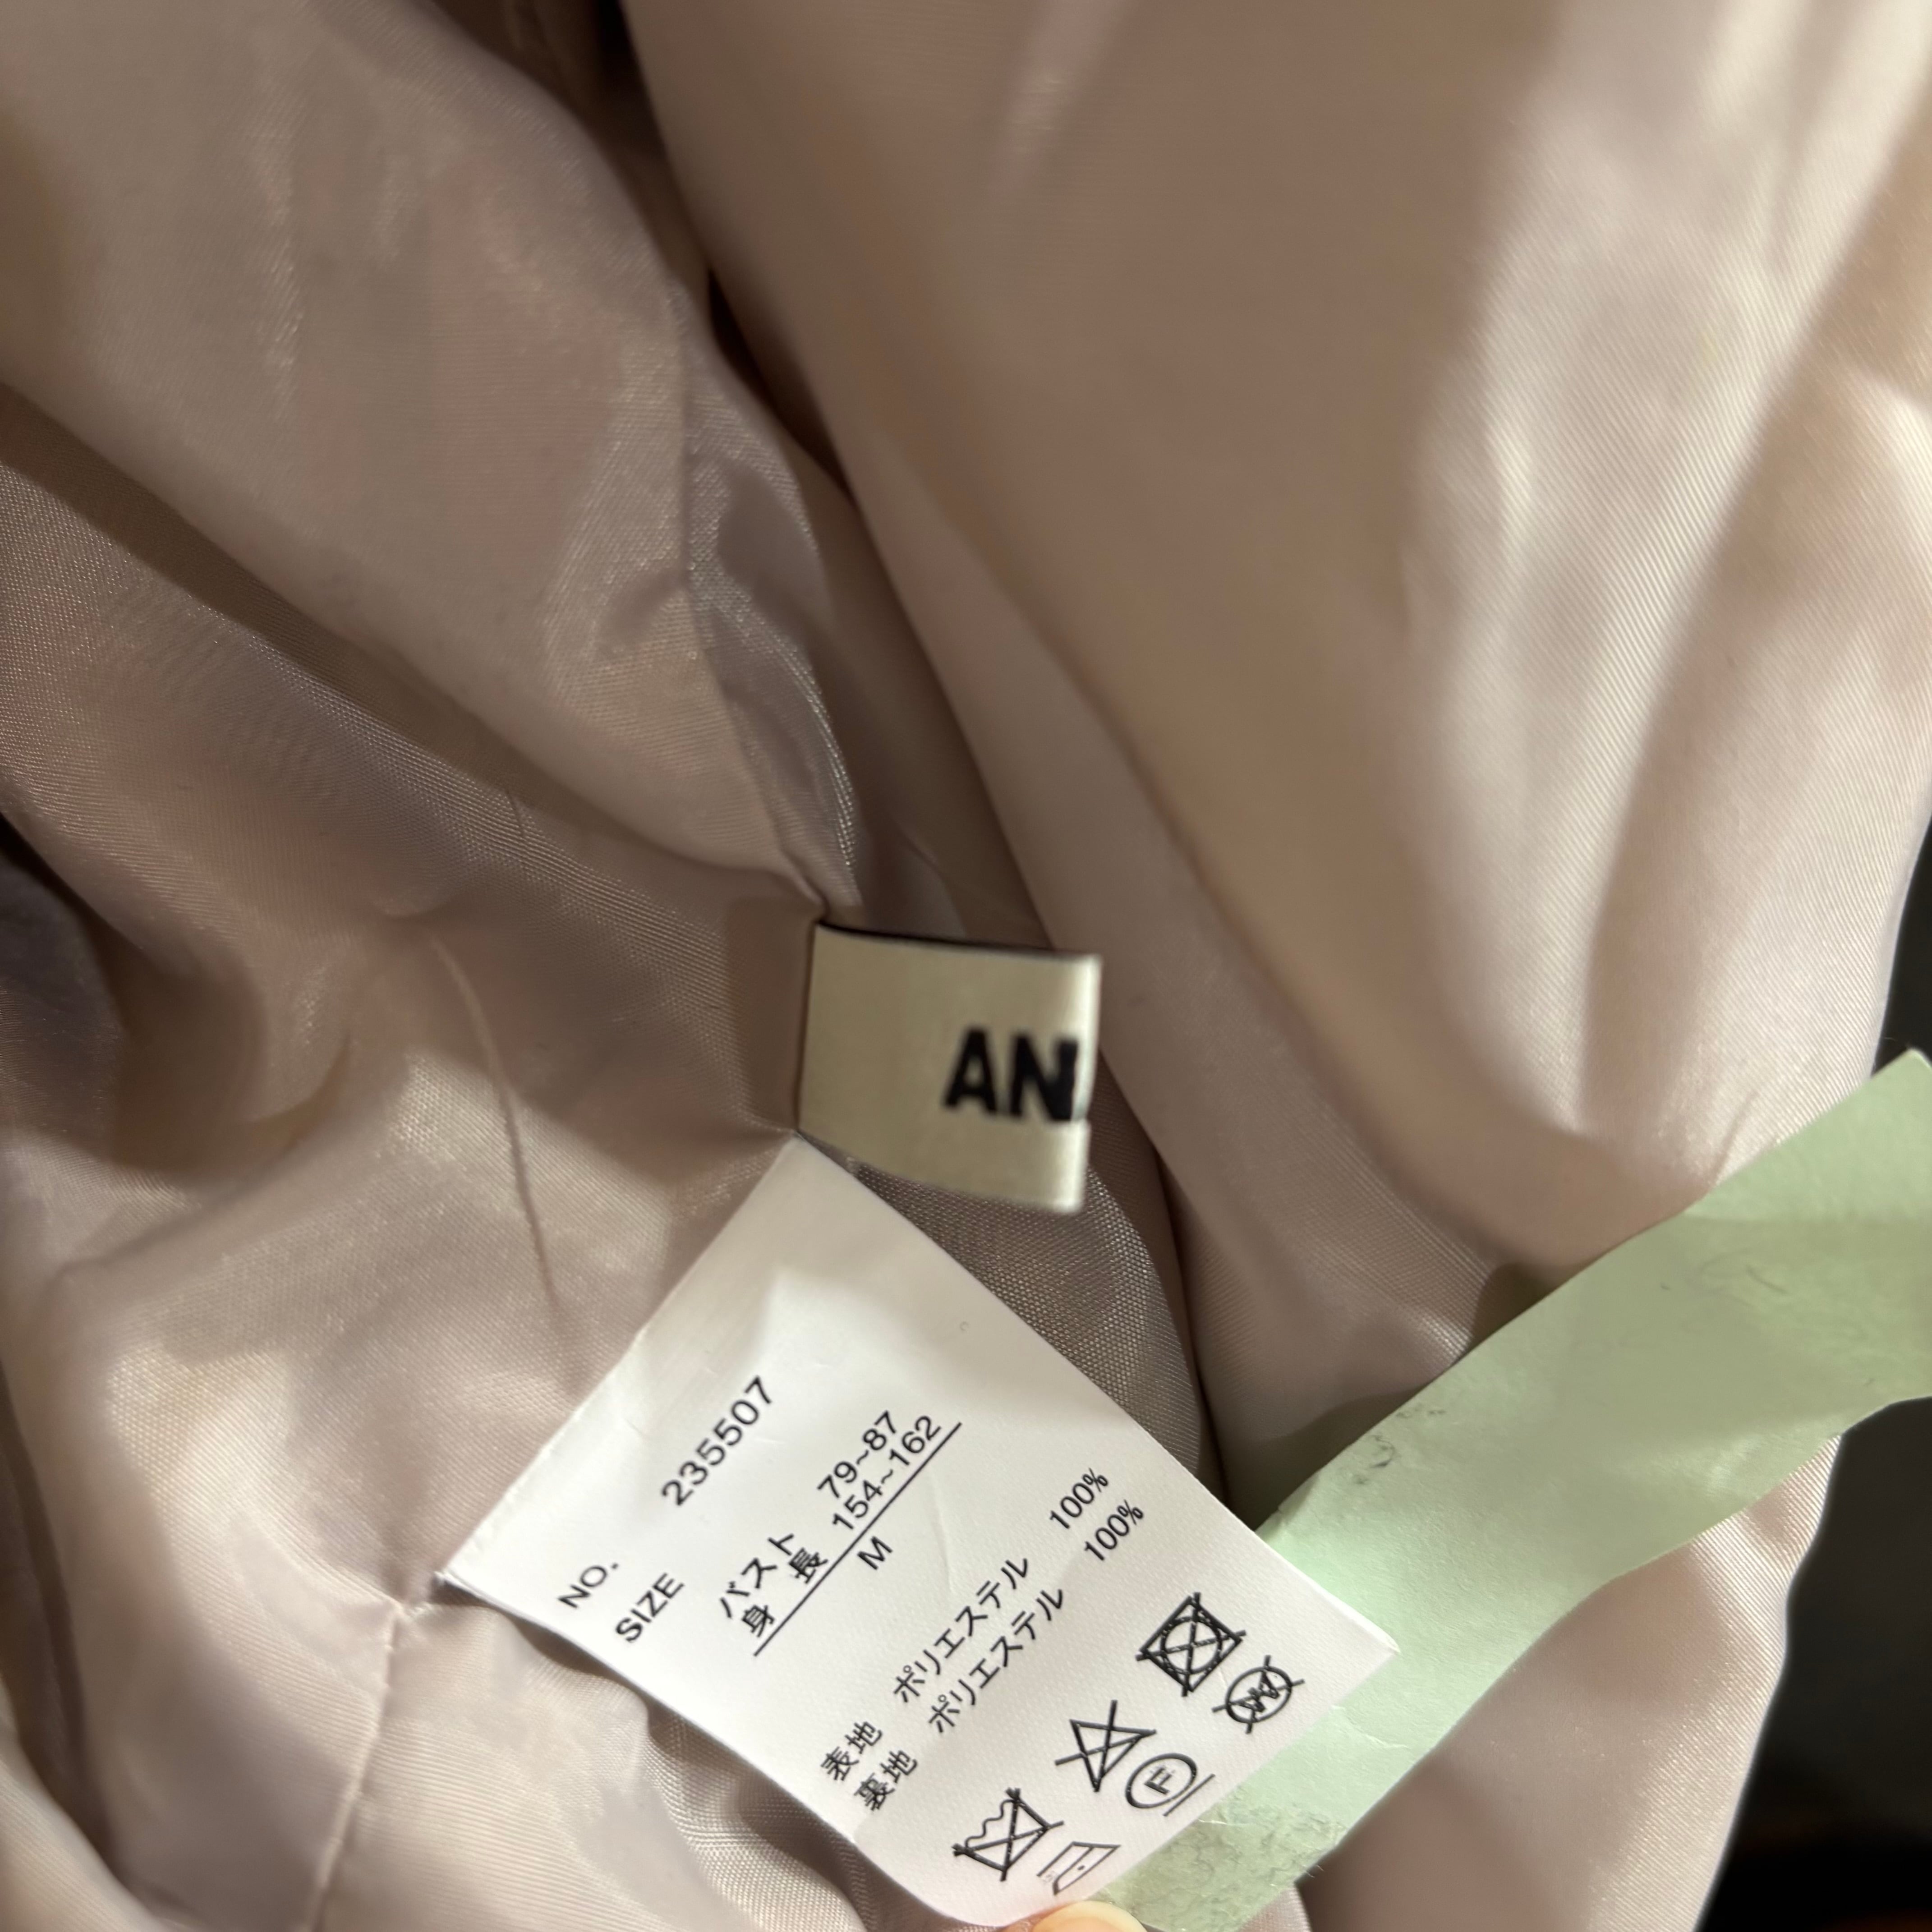 AN
NO. 235507
SIZE バスト 79~87
身長 154~162
M
表地 ポリエステル 100%
裏地 ポリエステル 100%
F
W